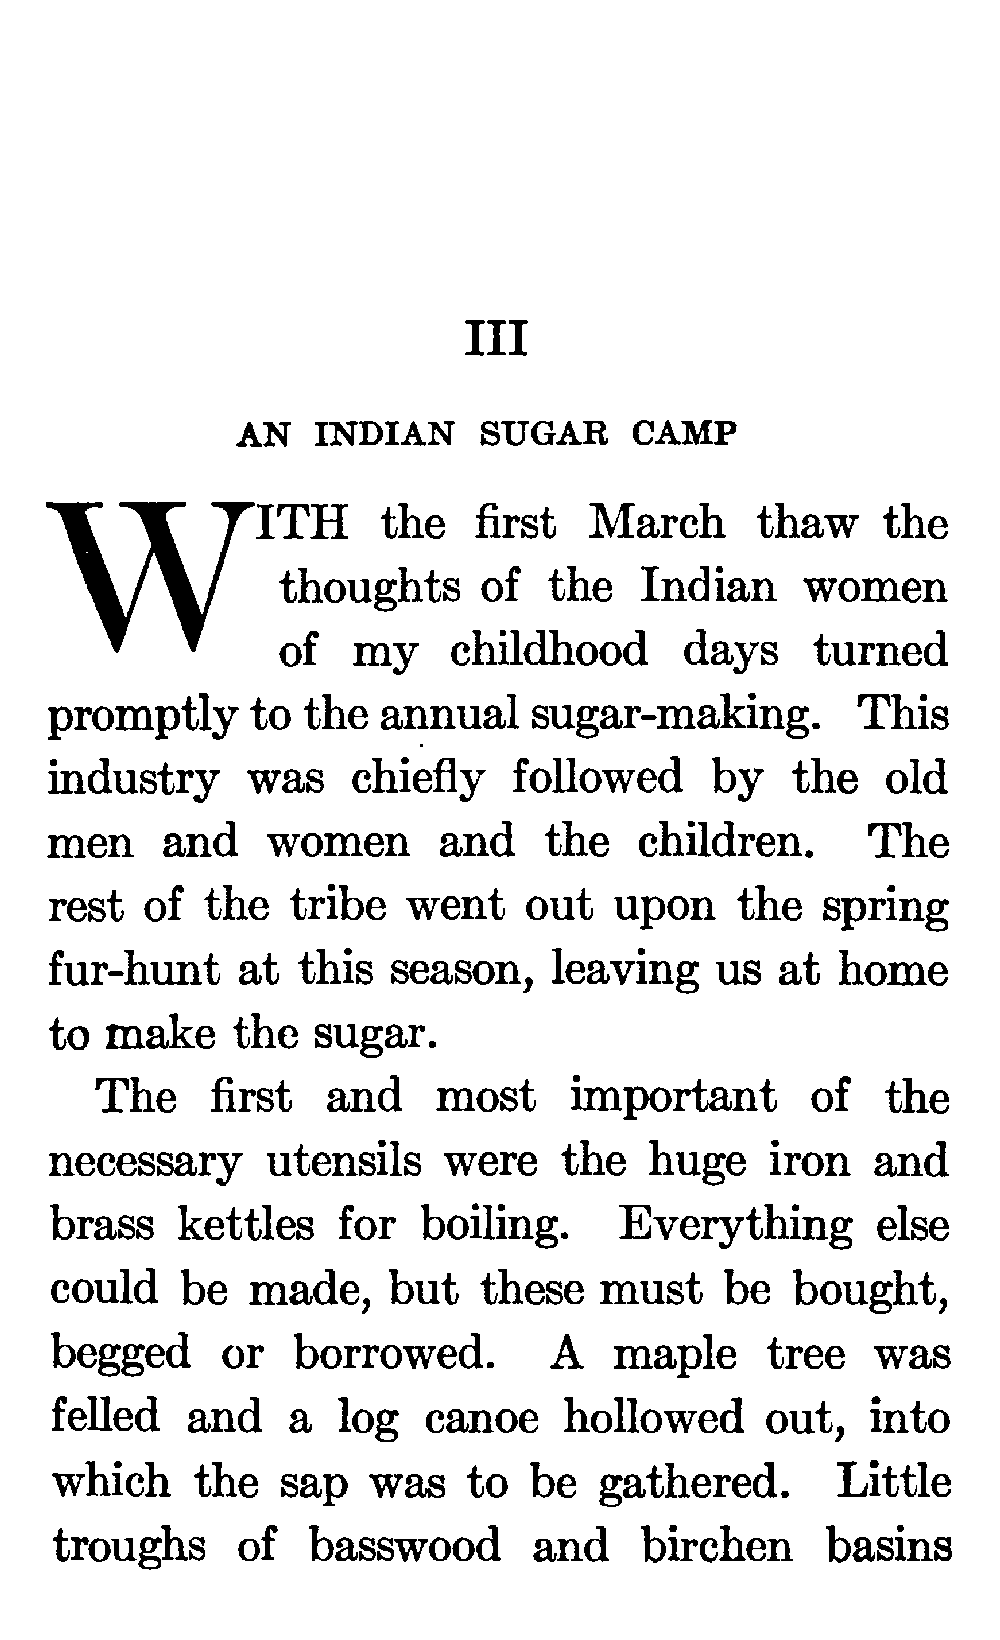 III
AN INDIAN SUGAR CAMP
WITH the first March thaw the
thoughts of the Indian women
of my childhood days turned
promptly to the annual sugar-making. This
industry was chiefly followed by the old
men and women and the children. The
rest of the tribe went out upon the spring
fur-hunt at this season, leaving us at home
to make the sugar.
The first and most important of the
necessary utensils were the huge iron and
brass kettles for boiling. Everything else
could be made, but these must be bought,
begged or borrowed. A maple tree was
felled and a log canoe hollowed out, into
which the sap was to be gathered. Little
troughs of basswood and birchen basins